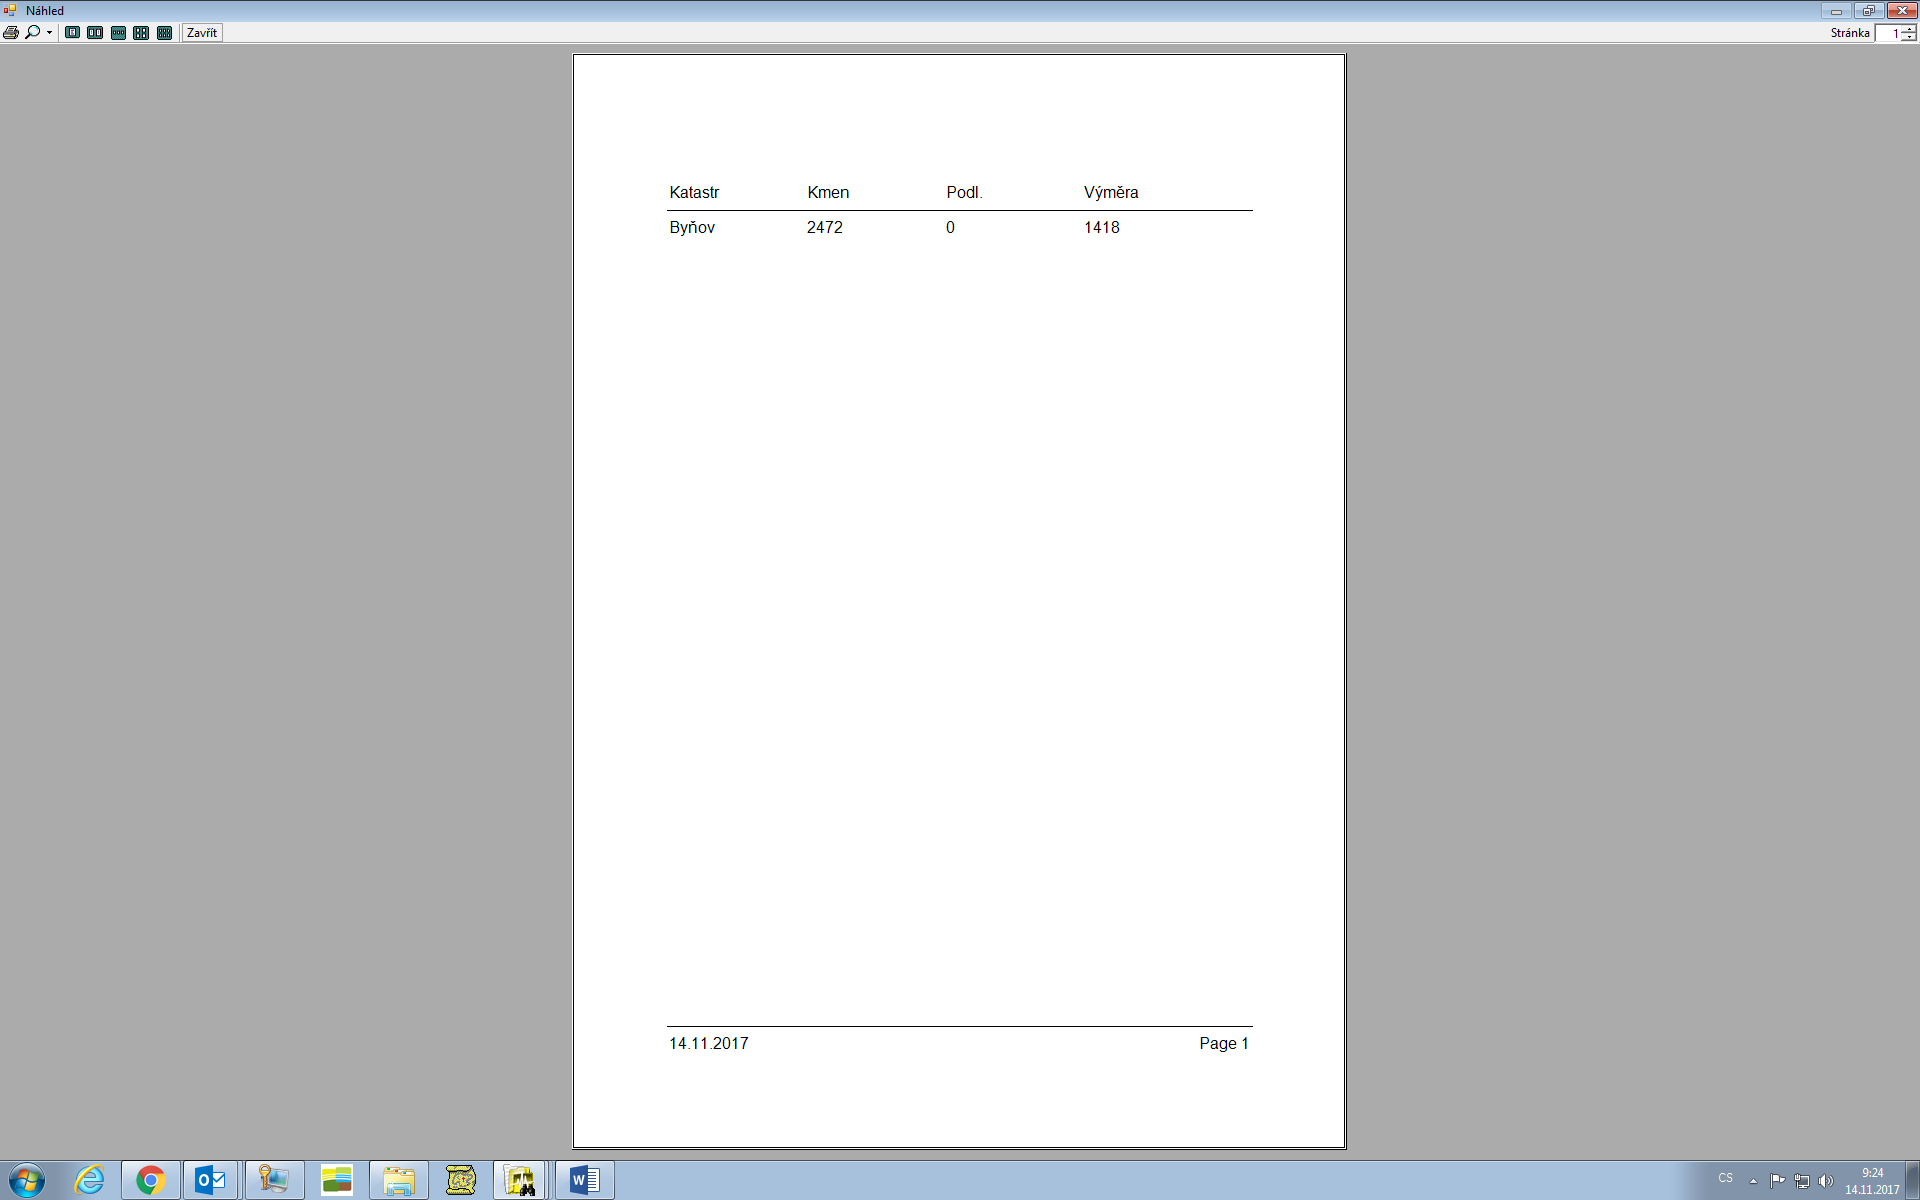 Náhled
Zavřít
Stránka 1
Katastr Kmen Podl. Výměra
Byňov 2472 0 1418
14.11.2017 Page 1
CS
9:24
14.11.2017